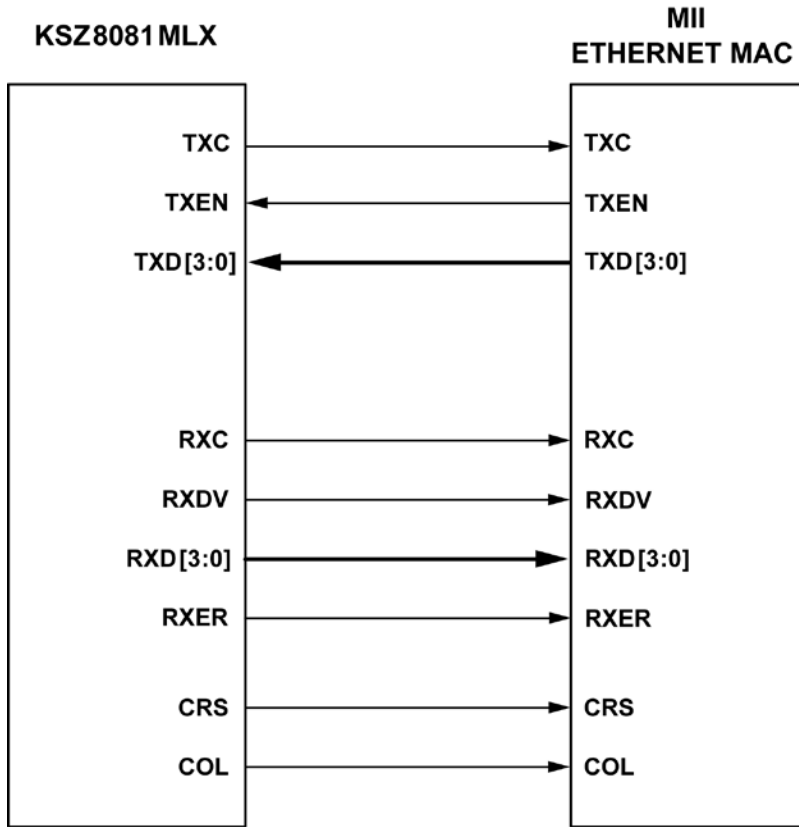 KSZ8081MLX
MII
ETHERNET MAC
TXC TXC
TXEN TXEN
TXD[3:0] TXD[3:0]
RXC RXC
RXDV RXDV
RXD[3:0] RXD[3:0]
RXER RXER
CRS CRS
COL COL